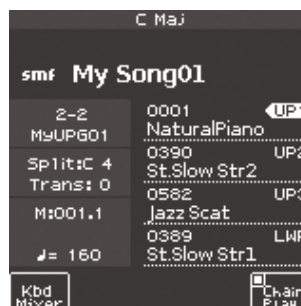 C Maj
smf My Song01
2-2
MyUPG01
Split:C 4
Trans: 0
M:001.1
♩= 160
0001 UP1
NaturalPiano
0390 UP2
St.Slow Str2
0582 UP3
Jazz Scat
0389 LWR
St.Slow Str1
Kbd
Mixer
Chain
Play